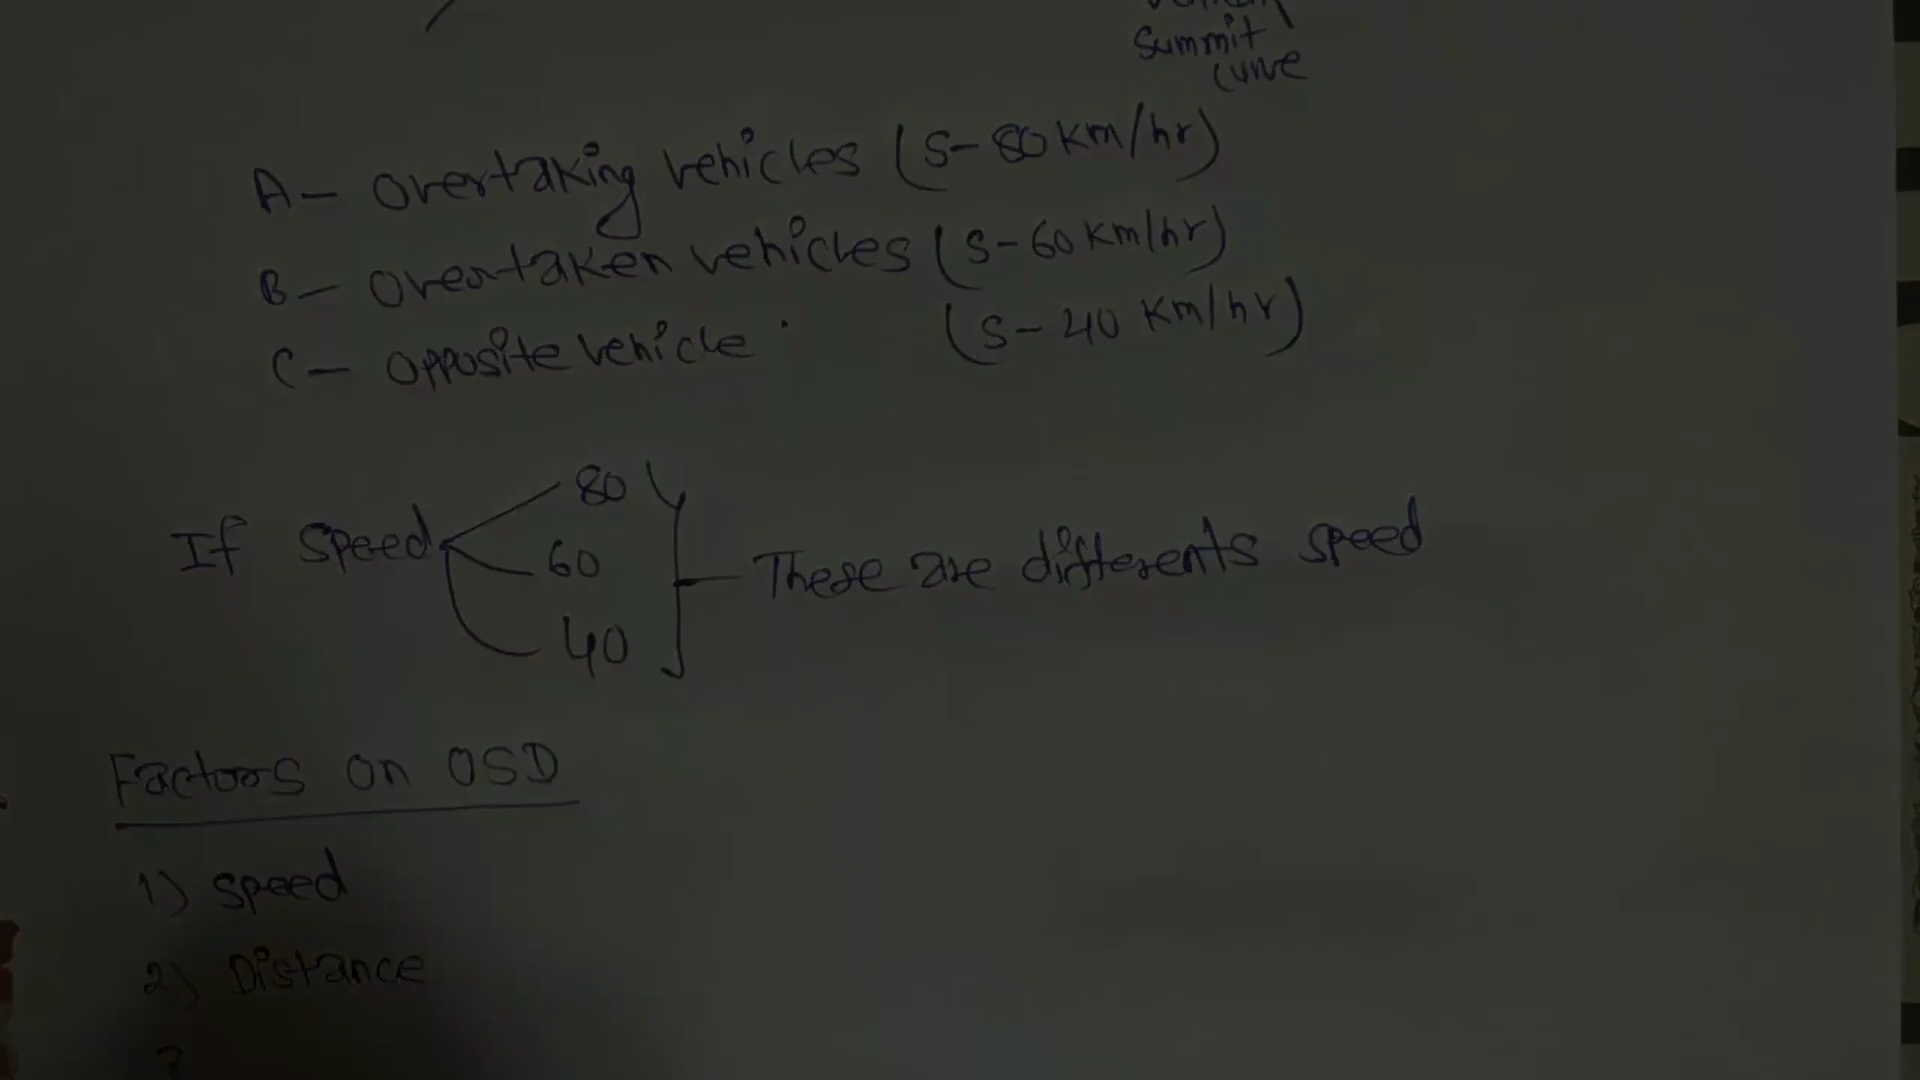 Summit
Curve
A- Overtaking vehicles (S-80 km/hr)
B- Overtaken vehicles (S-60 km/hr)
C- Opposite vehicle (S-40 km/hr)
If speed
80
60
40
These are differents speed
Factors on OSD
1) speed
2) Distance